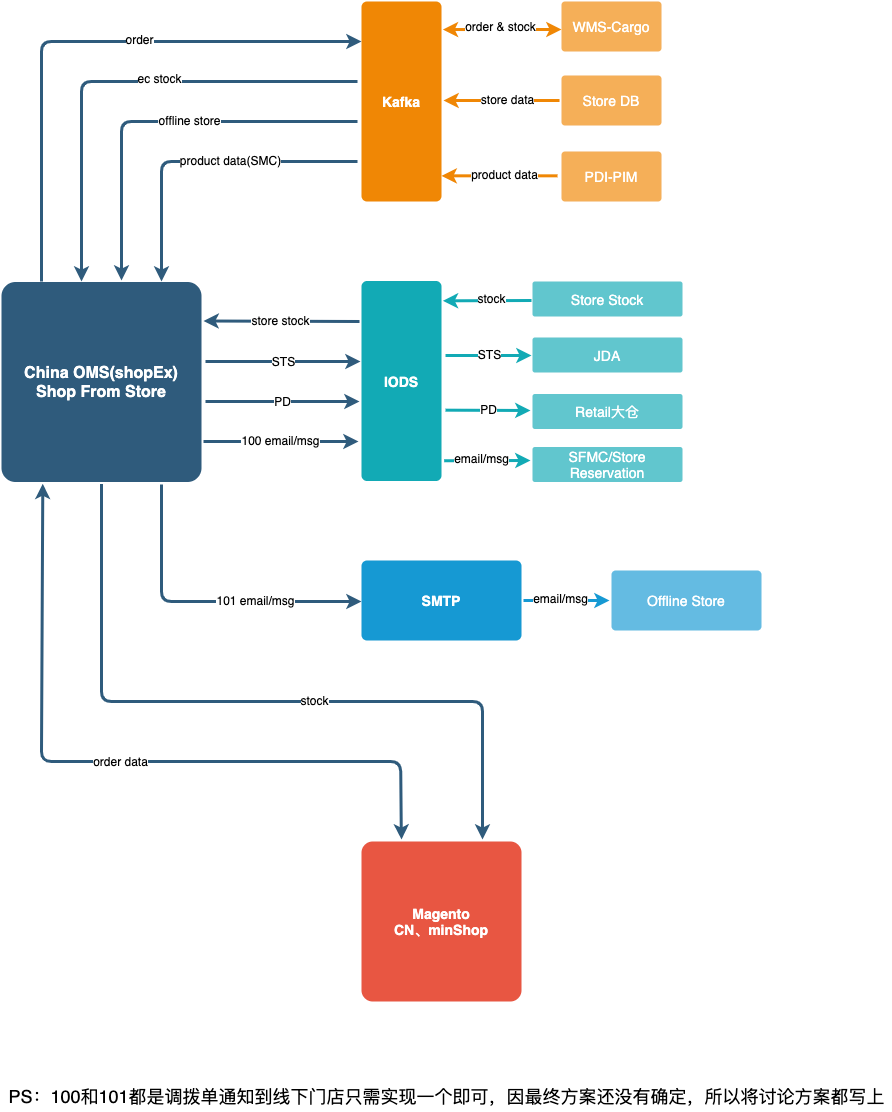 order
order & stock
WMS-Cargo
ec stock
Kafka
store data
Store DB
offline store
product data(SMC)
product data
PDI-PIM
China OMS(shopEx)
Shop From Store
store stock
STS
PD
100 email/msg
IODS
stock
Store Stock
STS
JDA
PD
Retail大仓
email/msg
SFMC/Store
Reservation
101 email/msg
SMTP
email/msg
Offline Store
stock
order data
Magento
CN、minShop
PS：100和101都是调拨单通知到线下门店只需实现一个即可，因最终方案还没有确定，所以将讨论方案都写上